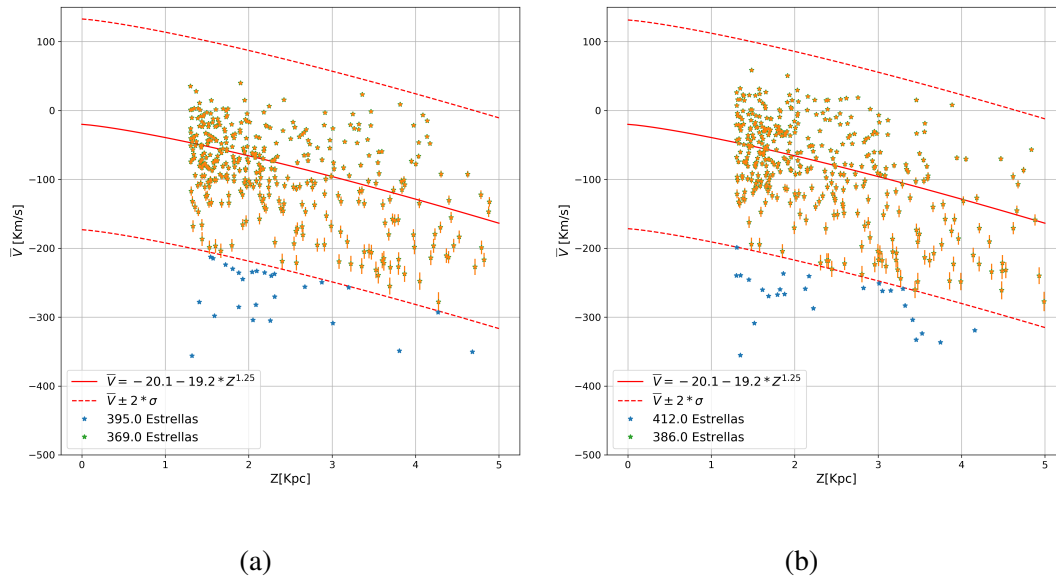 100
0
−100
−200
−300
−400
−500
V̅ [Km/s]
V̅ = −20.1 − 19.2 * Z^1.25
V̅ ± 2 * σ
395.0 Estrellas
369.0 Estrellas
0 1 2 3 4 5
Z[Kpc]
(a)
100
0
−100
−200
−300
−400
−500
V̅ [Km/s]
V̅ = −20.1 − 19.2 * Z^1.25
V̅ ± 2 * σ
412.0 Estrellas
386.0 Estrellas
0 1 2 3 4 5
Z[Kpc]
(b)